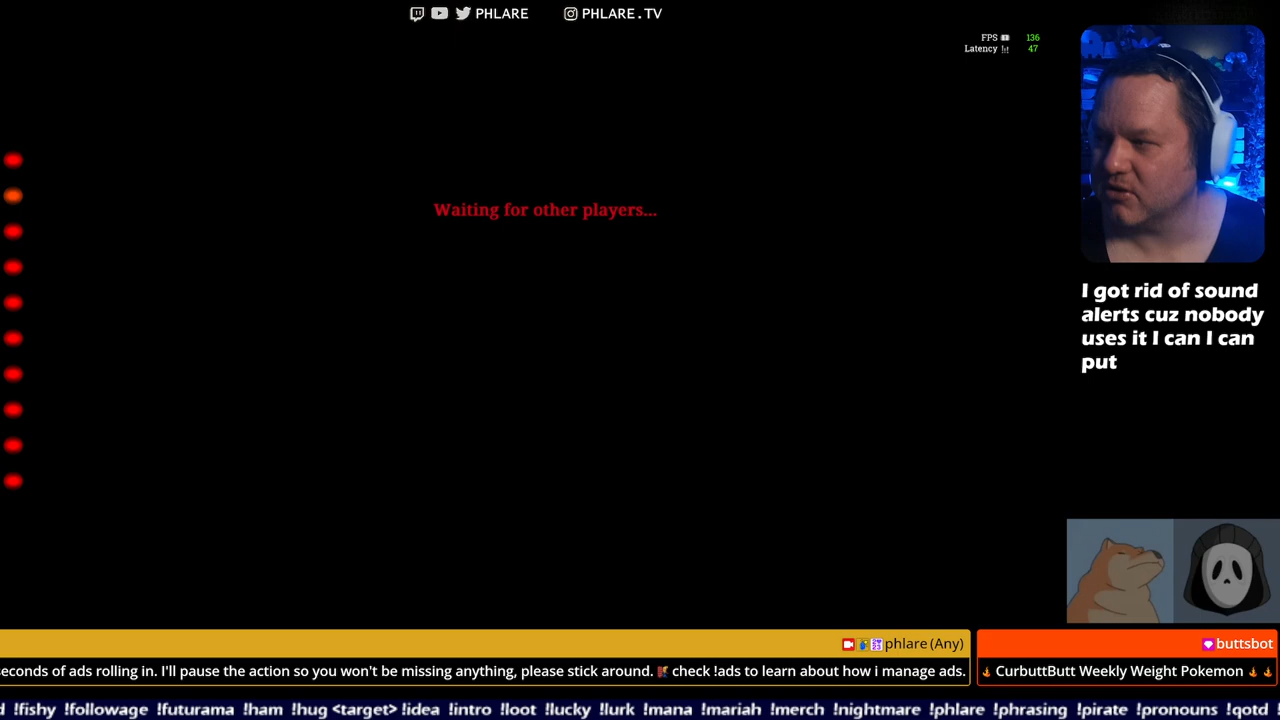 PHLARE PHLARE.TV
FPS 136
Latency 47
Waiting for other players...
I got rid of sound
alerts cuz nobody
uses it I can I can
put
phlare (Any)
seconds of ads rolling in. I'll pause the action so you won't be missing anything, please stick around. check !ads to learn about how i manage ads.
buttsbot
CurbuttButt Weekly Weight Pokemon
!fishy !followage !futurama !ham !hug <target> !idea !intro !loot !lucky !lurk !mana !mariah !merch !nightmare !phlare !phrasing !pirate !pronouns !qotd